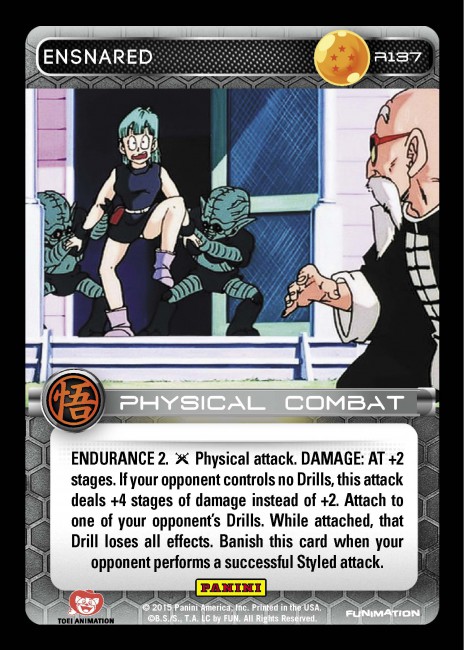 ENSNARED
R137
悟
PHYSICAL COMBAT
ENDURANCE 2. Physical attack. DAMAGE: AT +2
stages. If your opponent controls no Drills, this attack
deals +4 stages of damage instead of +2. Attach to
one of your opponent's Drills. While attached, that
Drill loses all effects. Banish this card when your
opponent performs a successful Styled attack.
PANINI
© 2015 Panini America, Inc. Printed in the USA.
©B.S./S., T.A. LC by FUN. All Rights Reserved.
TOEI ANIMATION
FUNIMATION